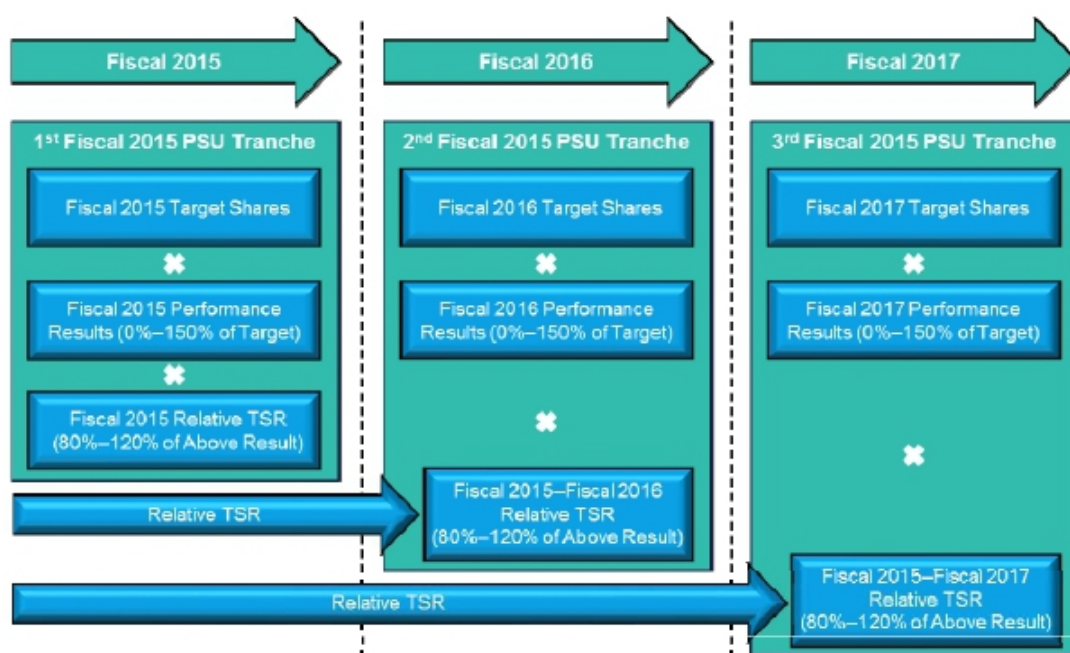 Fiscal 2015
Fiscal 2016
Fiscal 2017
1st Fiscal 2015 PSU Tranche
Fiscal 2015 Target Shares
Fiscal 2015 Performance
Results (0%–150% of Target)
Fiscal 2015 Relative TSR
(80%–120% of Above Result)
2nd Fiscal 2015 PSU Tranche
Fiscal 2016 Target Shares
Fiscal 2016 Performance
Results (0%–150% of Target)
Relative TSR
Fiscal 2015–Fiscal 2016
Relative TSR
(80%–120% of Above Result)
3rd Fiscal 2015 PSU Tranche
Fiscal 2017 Target Shares
Fiscal 2017 Performance
Results (0%–150% of Target)
Relative TSR
Fiscal 2015–Fiscal 2017
Relative TSR
(80%–120% of Above Result)